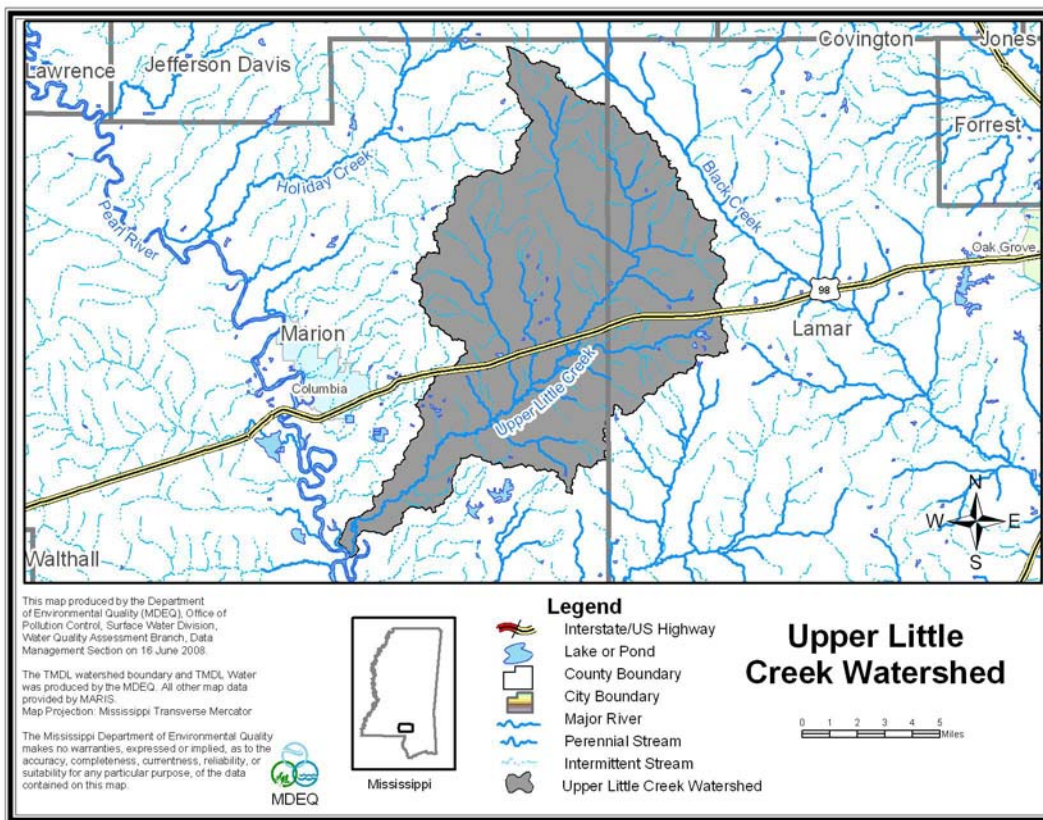 Covington
Jones
Lawrence
Jefferson Davis
Forrest
Holiday Creek
Black Creek
Pearl River
Oak Grove
98
Marion
Lamar
Columbia
Upper Little Creek
N
W E
S
Walthall
This map produced by the Department
of Environmental Quality (MDEQ), Office of
Pollution Control, Surface Water Division,
Water Quality Assessment Branch, Data
Management Section on 16 June 2008.
The TMDL watershed boundary and TMDL Water
was produced by the MDEQ. All other map data
provided by MARIS.
Map Projection: Mississippi Transverse Mercator
The Mississippi Department of Environmental Quality
makes no warranties, expressed or implied, as to the
accuracy, completeness, currentness, reliability, or
suitability for any particular purpose, of the data
contained on this map.
MDEQ
Mississippi
Legend
Interstate/US Highway
Lake or Pond
County Boundary
City Boundary
Major River
Perennial Stream
Intermittent Stream
Upper Little Creek Watershed
Upper Little
Creek Watershed
0 1 2 3 4 5
Miles